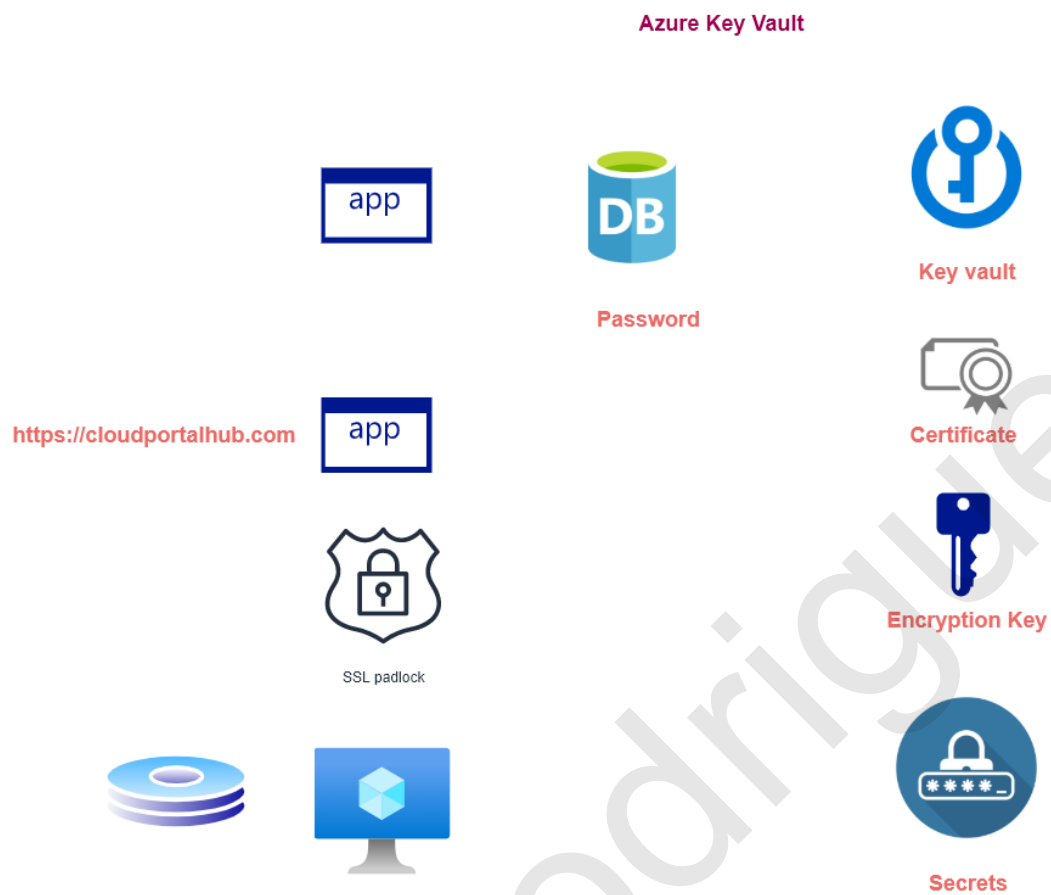 Azure Key Vault
app
DB
Key vault
Password
https://cloudportalhub.com
app
Certificate
Encryption Key
SSL padlock
****_
Secrets